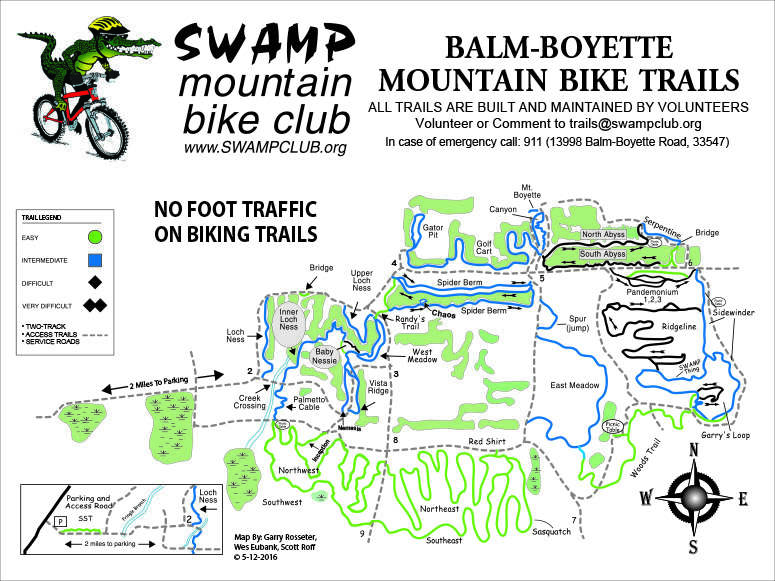 SWAMP
mountain
bike club
www.SWAMPCLUB.org
BALM-BOYETTE
MOUNTAIN BIKE TRAILS
ALL TRAILS ARE BUILT AND MAINTAINED BY VOLUNTEERS
Volunteer or Comment to trails@swampclub.org
In case of emergency call: 911 (13998 Balm-Boyette Road, 33547)
NO FOOT TRAFFIC
ON BIKING TRAILS
TRAIL LEGEND
EASY
INTERMEDIATE
DIFFICULT
VERY DIFFICULT
* TWO-TRACK
* ACCESS TRAILS
* SERVICE ROADS
Mt.
Boyette
Canyon
Gator
Pit
Golf
Cart
North Abyss
South Abyss
Serpentine
Bridge
4
5
6
Bridge
Upper
Loch
Ness
Spider Berm
Chaos
Spider Berm
Randy's
Trail
Pandemonium
1,2,3
Sidewinder
Ridgeline
Spur
(jump)
Inner
Loch
Ness
Loch
Ness
Baby
Nessie
West
Meadow
SWAMP
Thing
2
3
2 Miles To Parking
Creek
Crossing
Palmetto
Cable
Vista
Ridge
East Meadow
Nemesis
Picnic
Table
Garry's Loop
Inception
8
Red Shirt
Woods Trail
Northwest
Southwest
Northeast
Southeast
Sasquatch
7
9
N
W
E
S
Parking and
Access Road
P
SST
Pringle Branch
Loch
Ness
2
2 miles to parking
Map By: Garry Rosseter,
Wes Eubank, Scott Roff
© 5-12-2016